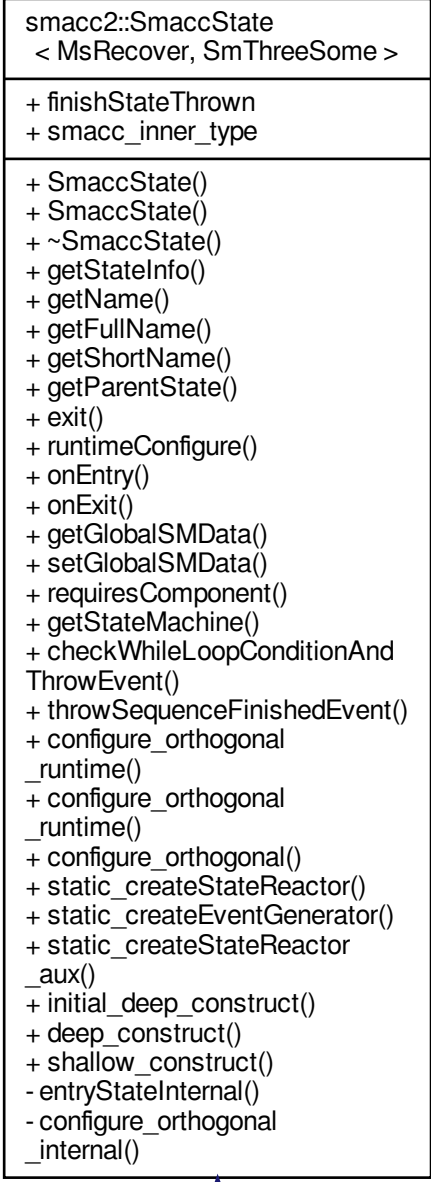 smacc2::SmaccState
< MsRecover, SmThreeSome >
+ finishStateThrown
+ smacc_inner_type
+ SmaccState()
+ SmaccState()
+ ~SmaccState()
+ getStateInfo()
+ getName()
+ getFullName()
+ getShortName()
+ getParentState()
+ exit()
+ runtimeConfigure()
+ onEntry()
+ onExit()
+ getGlobalSMData()
+ setGlobalSMData()
+ requiresComponent()
+ getStateMachine()
+ checkWhileLoopConditionAnd
ThrowEvent()
+ throwSequenceFinishedEvent()
+ configure_orthogonal
_runtime()
+ configure_orthogonal
_runtime()
+ configure_orthogonal()
+ static_createStateReactor()
+ static_createEventGenerator()
+ static_createStateReactor
_aux()
+ initial_deep_construct()
+ deep_construct()
+ shallow_construct()
- entryStateInternal()
- configure_orthogonal
_internal()